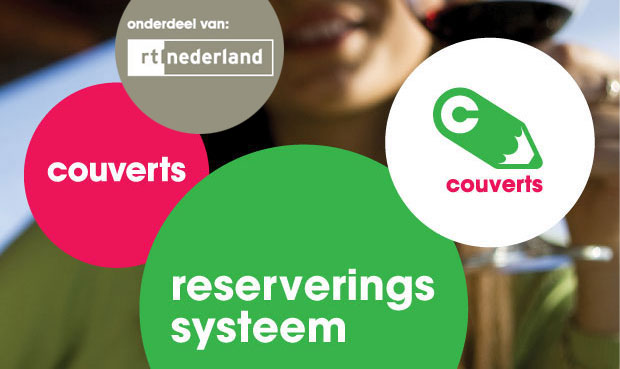 onderdeel van:
rtl nederland
couverts
c
couverts
reserverings
systeem